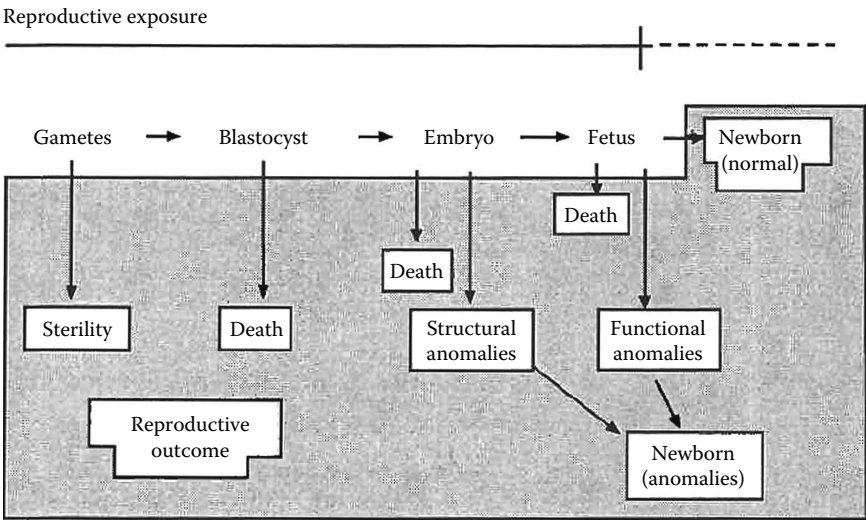 Reproductive exposure
Gametes
Blastocyst
Embryo
Fetus
Newborn
(normal)
Death
Death
Sterility
Death
Structural
anomalies
Functional
anomalies
Reproductive
outcome
Newborn
(anomalies)